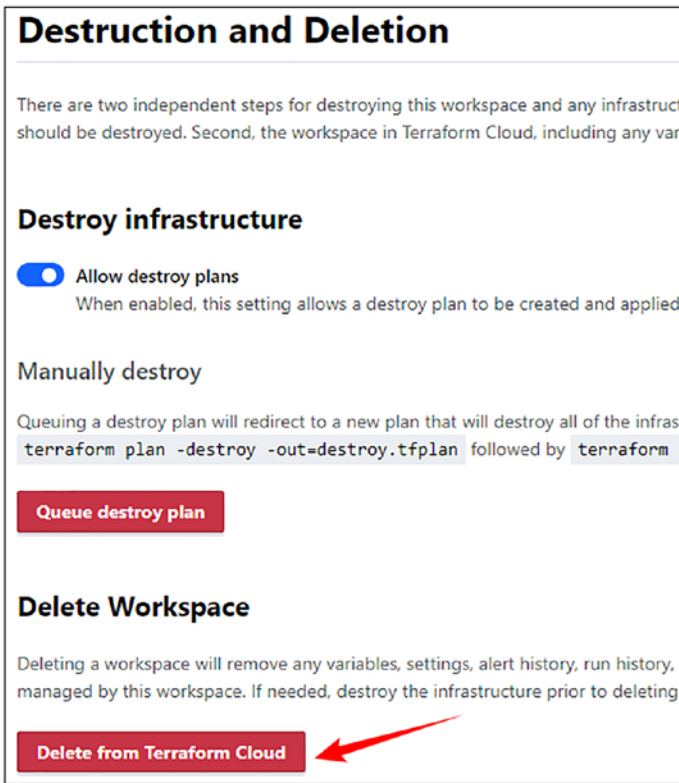 Destruction and Deletion
There are two independent steps for destroying this workspace and any infrastruct
should be destroyed. Second, the workspace in Terraform Cloud, including any var
Destroy infrastructure
Allow destroy plans
When enabled, this setting allows a destroy plan to be created and applied
Manually destroy
Queuing a destroy plan will redirect to a new plan that will destroy all of the infras
terraform plan -destroy -out=destroy.tfplan followed by terraform
Queue destroy plan
Delete Workspace
Deleting a workspace will remove any variables, settings, alert history, run history,
managed by this workspace. If needed, destroy the infrastructure prior to deleting
Delete from Terraform Cloud